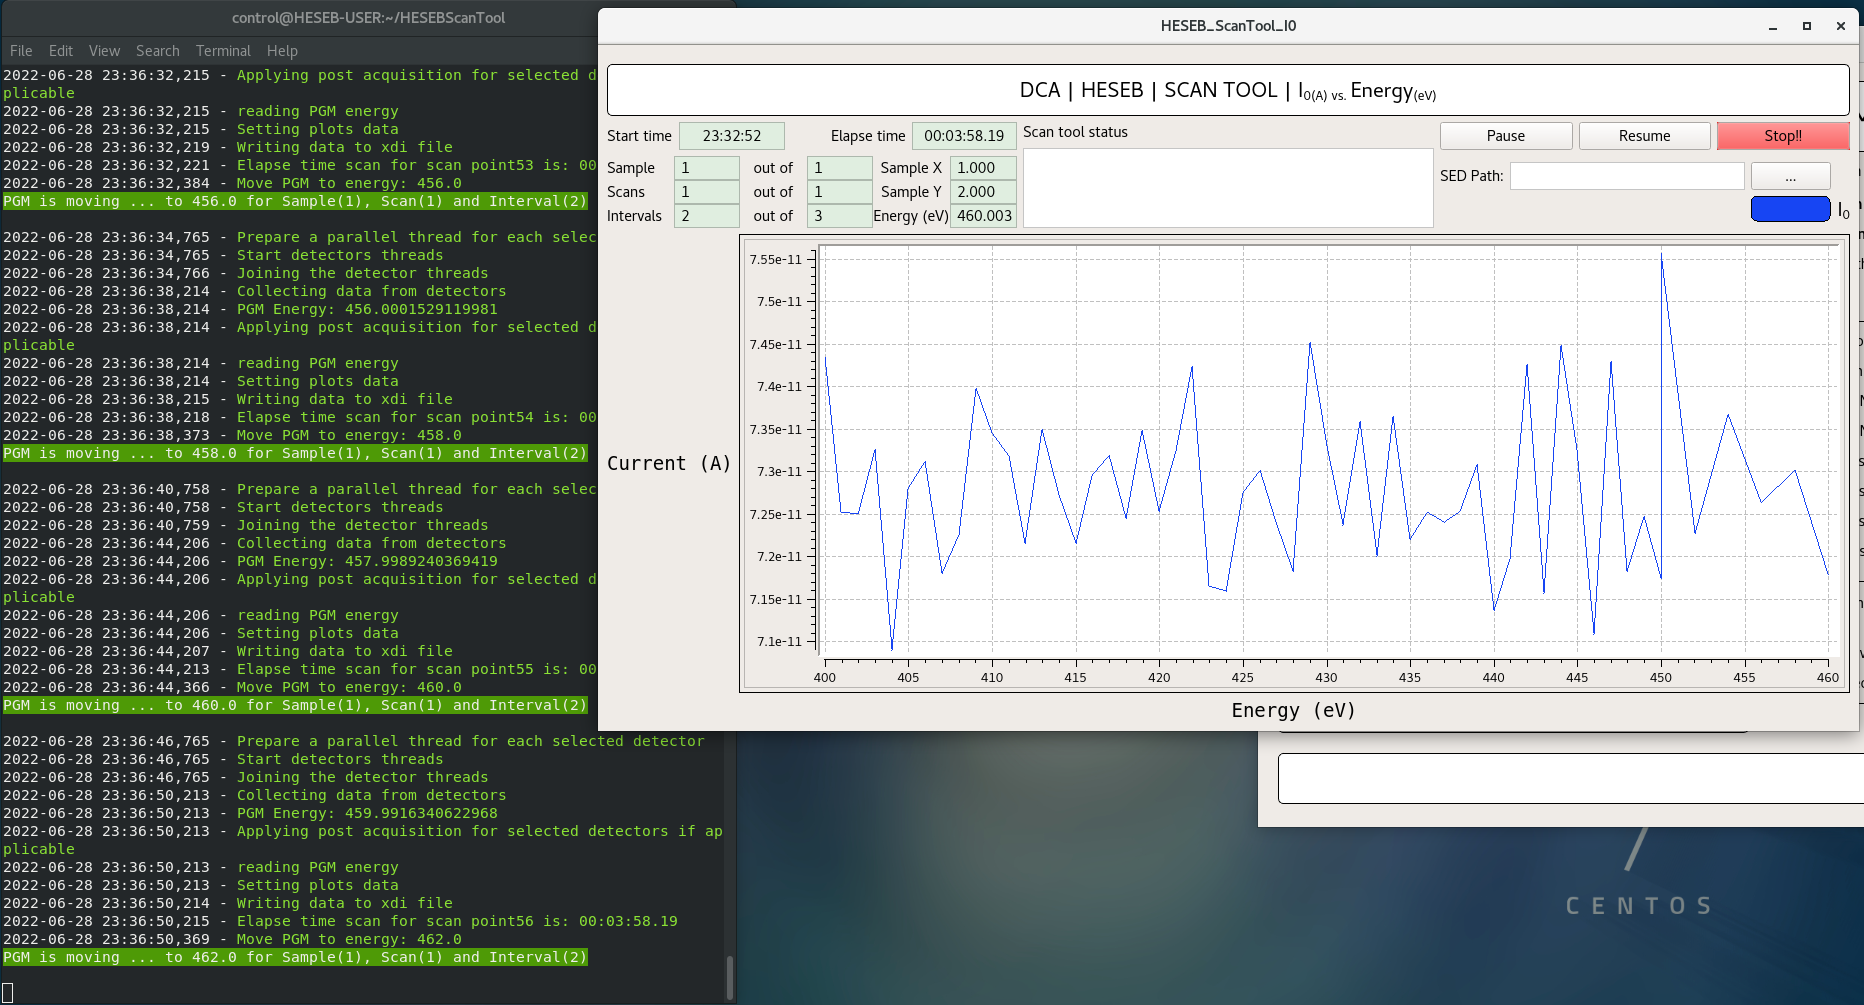 control@HESEB-USER:~/HESEBScanTool
File Edit View Search Terminal Help
2022-06-28 23:36:32,215 - Applying post acquisition for selected d
plicable
2022-06-28 23:36:32,215 - reading PGM energy
2022-06-28 23:36:32,215 - Setting plots data
2022-06-28 23:36:32,219 - Writing data to xdi file
2022-06-28 23:36:32,221 - Elapse time scan for scan point53 is: 00
2022-06-28 23:36:32,384 - Move PGM to energy: 456.0
PGM is moving ... to 456.0 for Sample(1), Scan(1) and Interval(2)
2022-06-28 23:36:34,765 - Prepare a parallel thread for each selec
2022-06-28 23:36:34,765 - Start detectors threads
2022-06-28 23:36:34,766 - Joining the detector threads
2022-06-28 23:36:38,214 - Collecting data from detectors
2022-06-28 23:36:38,214 - PGM Energy: 456.0001529119981
2022-06-28 23:36:38,214 - Applying post acquisition for selected d
plicable
2022-06-28 23:36:38,214 - reading PGM energy
2022-06-28 23:36:38,214 - Setting plots data
2022-06-28 23:36:38,215 - Writing data to xdi file
2022-06-28 23:36:38,218 - Elapse time scan for scan point54 is: 00
2022-06-28 23:36:38,373 - Move PGM to energy: 458.0
PGM is moving ... to 458.0 for Sample(1), Scan(1) and Interval(2)
2022-06-28 23:36:40,758 - Prepare a parallel thread for each selec
2022-06-28 23:36:40,758 - Start detectors threads
2022-06-28 23:36:40,759 - Joining the detector threads
2022-06-28 23:36:44,206 - Collecting data from detectors
2022-06-28 23:36:44,206 - PGM Energy: 457.9989240369419
2022-06-28 23:36:44,206 - Applying post acquisition for selected d
plicable
2022-06-28 23:36:44,206 - reading PGM energy
2022-06-28 23:36:44,206 - Setting plots data
2022-06-28 23:36:44,207 - Writing data to xdi file
2022-06-28 23:36:44,213 - Elapse time scan for scan point55 is: 00
2022-06-28 23:36:44,366 - Move PGM to energy: 460.0
PGM is moving ... to 460.0 for Sample(1), Scan(1) and Interval(2)
2022-06-28 23:36:46,765 - Prepare a parallel thread for each selected detector
2022-06-28 23:36:46,765 - Start detectors threads
2022-06-28 23:36:46,765 - Joining the detector threads
2022-06-28 23:36:50,213 - Collecting data from detectors
2022-06-28 23:36:50,213 - PGM Energy: 459.9916340622968
2022-06-28 23:36:50,213 - Applying post acquisition for selected detectors if ap
plicable
2022-06-28 23:36:50,213 - reading PGM energy
2022-06-28 23:36:50,213 - Setting plots data
2022-06-28 23:36:50,214 - Writing data to xdi file
2022-06-28 23:36:50,215 - Elapse time scan for scan point56 is: 00:03:58.19
2022-06-28 23:36:50,369 - Move PGM to energy: 462.0
PGM is moving ... to 462.0 for Sample(1), Scan(1) and Interval(2)
HESEB_ScanTool_I0
DCA | HESEB | SCAN TOOL | I0(A) vs. Energy(eV)
Start time 23:32:52 Elapse time 00:03:58.19 Scan tool status Pause Resume Stop!!
Sample 1 out of 1 Sample X 1.000
SED Path: ...
Scans 1 out of 1 Sample Y 2.000
Intervals 2 out of 3 Energy (eV) 460.003
I0
7.55e-11
7.5e-11
7.45e-11
7.4e-11
7.35e-11
7.3e-11
7.25e-11
7.2e-11
7.15e-11
7.1e-11
Current (A)
400 405 410 415 420 425 430 435 440 445 450 455 460
Energy (eV)
7
CENTOS